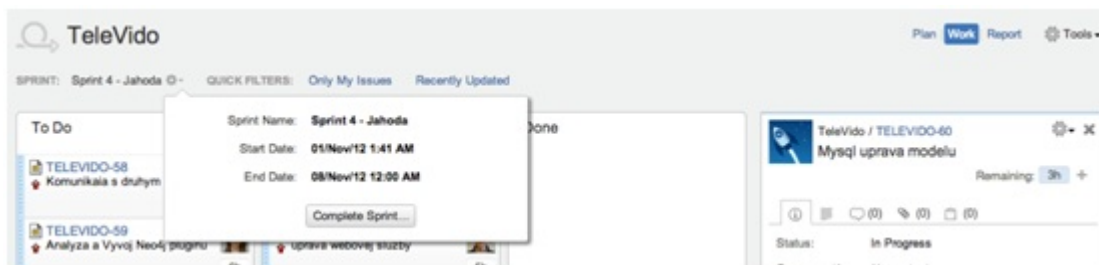 TeleVido
Plan Work Report Tools
SPRINT: Sprint 4 - Jahoda QUICK FILTERS: Only My Issues Recently Updated
Sprint Name: Sprint 4 - Jahoda
Start Date: 01/Nov/12 1:41 AM
End Date: 08/Nov/12 12:00 AM
Complete Sprint...
To Do
TELEVIDO-58
Komunikaia s druhym
TELEVIDO-59
Analyza a Vyvoj Neo4j pluginu
uprava webovej sluzby
Done
TeleVido / TELEVIDO-60
Mysql uprava modelu
Remaining: 3h +
(0) (0) (0)
Status: In Progress